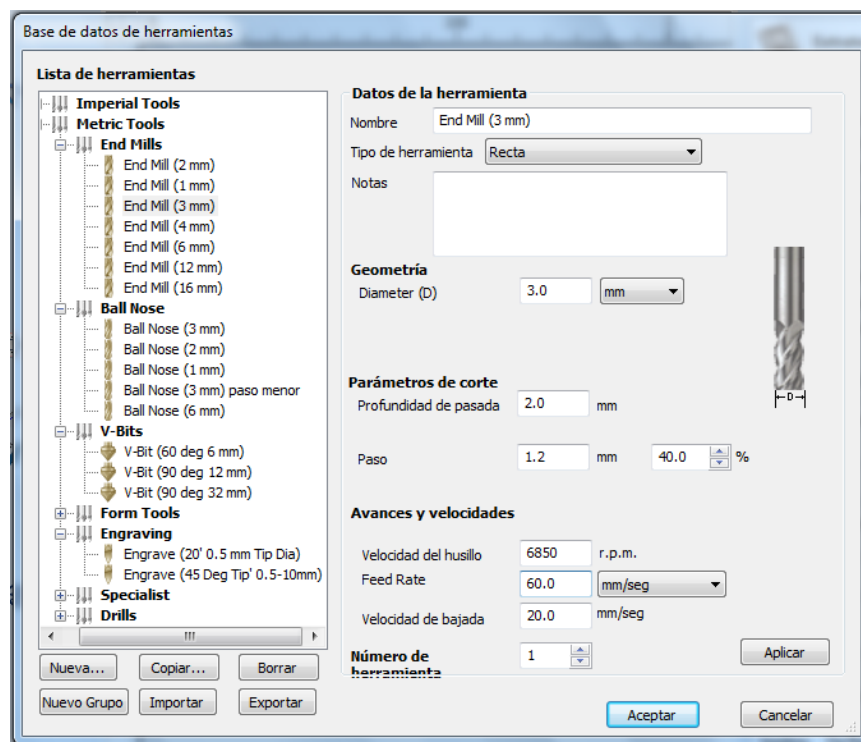 Base de datos de herramientas
Lista de herramientas
Imperial Tools
Metric Tools
End Mills
End Mill (2 mm)
End Mill (1 mm)
End Mill (3 mm)
End Mill (4 mm)
End Mill (6 mm)
End Mill (12 mm)
End Mill (16 mm)
Ball Nose
Ball Nose (3 mm)
Ball Nose (2 mm)
Ball Nose (1 mm)
Ball Nose (3 mm) paso menor
Ball Nose (6 mm)
V-Bits
V-Bit (60 deg 6 mm)
V-Bit (90 deg 12 mm)
V-Bit (90 deg 32 mm)
Form Tools
Engraving
Engrave (20' 0.5 mm Tip Dia)
Engrave (45 Deg Tip' 0.5-10mm)
Specialist
Drills
Nueva... Copiar... Borrar
Nuevo Grupo Importar Exportar
Datos de la herramienta
Nombre End Mill (3 mm)
Tipo de herramienta Recta
Notas
Geometría
Diameter (D) 3.0 mm
D
Parámetros de corte
Profundidad de pasada 2.0 mm
Paso 1.2 mm 40.0 %
Avances y velocidades
Velocidad del husillo 6850 r.p.m.
Feed Rate 60.0 mm/seg
Velocidad de bajada 20.0 mm/seg
Número de 1
herramienta
Aplicar
Aceptar Cancelar